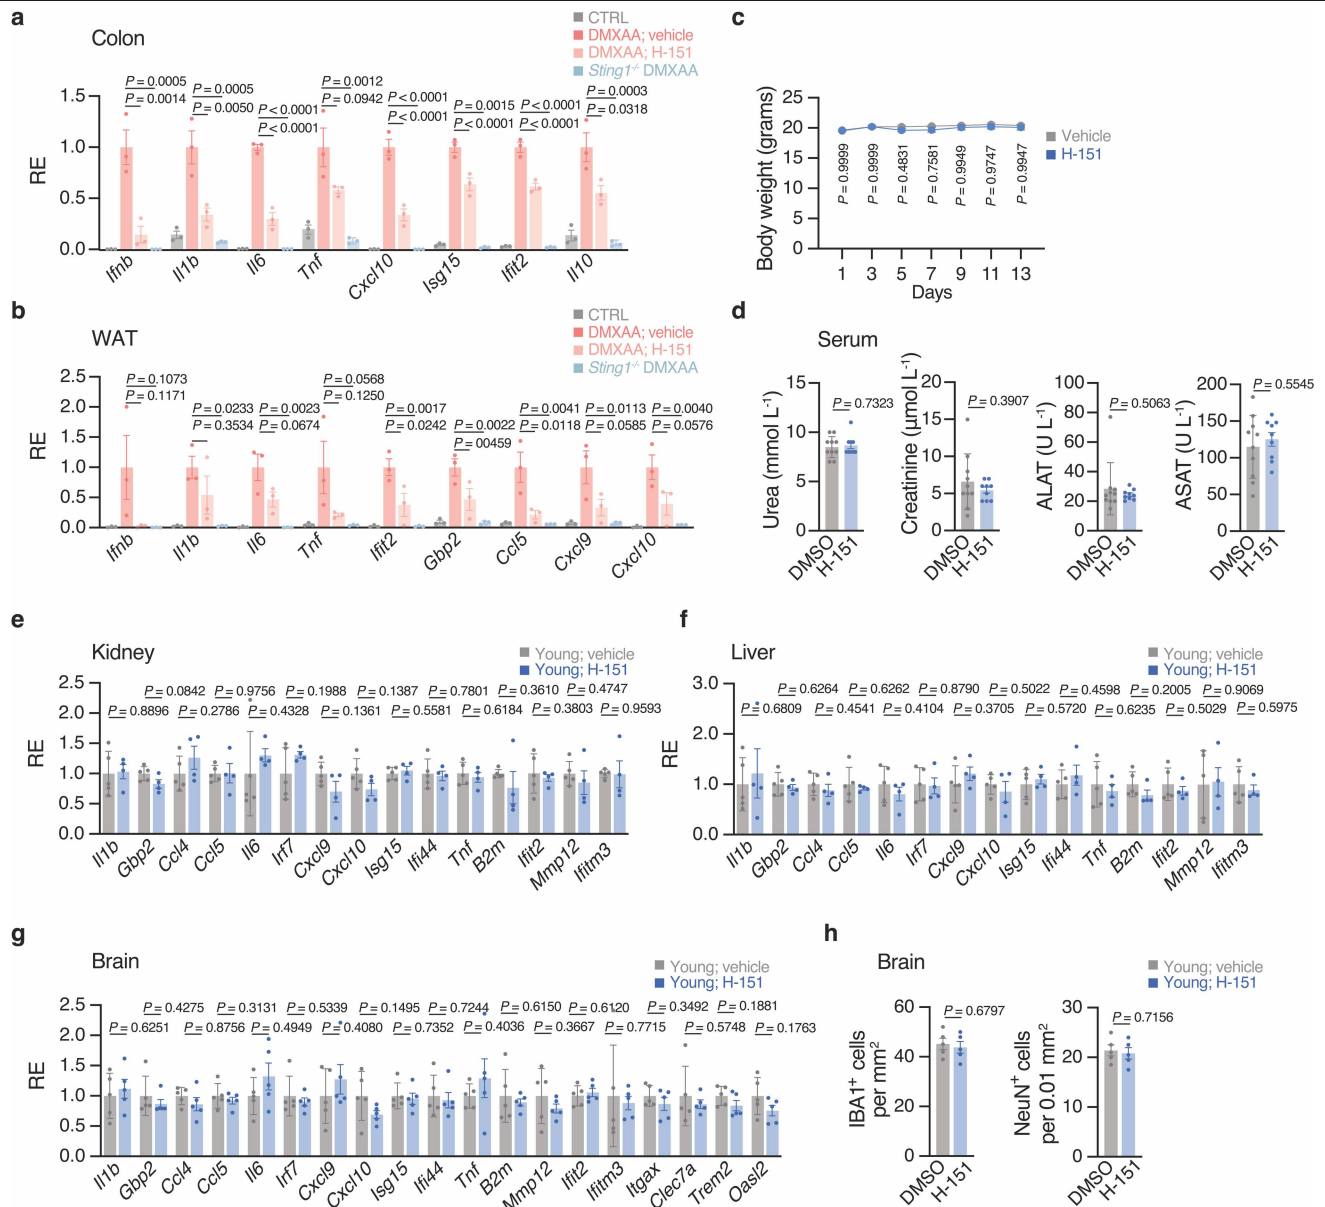 a
Colon
CTRL
DMXAA; vehicle
DMXAA; H-151
Sting1-/- DMXAA
P = 0.0005
P = 0.0014
P = 0.0005
P = 0.0050
P < 0.0001
P < 0.0001
P = 0.0012
P = 0.0942
P < 0.0001
P < 0.0001
P = 0.0015
P < 0.0001
P < 0.0001
P < 0.0001
P = 0.0003
P = 0.0318
RE
1.5
1.0
0.5
0.0
Ifnb Il1b Il6 Tnf Cxcl10 Isg15 Ifit2 Il10
b
WAT
CTRL
DMXAA; vehicle
DMXAA; H-151
Sting1-/- DMXAA
P = 0.1073
P = 0.1171
P = 0.0233
P = 0.3534
P = 0.0023
P = 0.0674
P = 0.0568
P = 0.1250
P = 0.0017
P = 0.0242
P = 0.0022
P = 00459
P = 0.0041
P = 0.0118
P = 0.0113
P = 0.0585
P = 0.0040
P = 0.0576
RE
2.5
2.0
1.5
1.0
0.5
0.0
Ifnb Il1b Il6 Tnf Ifit2 Gbp2 Ccl5 Cxcl9 Cxcl10
c
Body weight (grams)
25
20
15
10
5
0
P = 0.9999
P = 0.9999
P = 0.4831
P = 0.7581
P = 0.9949
P = 0.9747
P = 0.9947
1 3 5 7 9 11 13
Days
Vehicle
H-151
d
Serum
Urea (mmol L-1)
15
10
5
0
P = 0.7323
DMSO H-151
Creatinine (µmol L-1)
20
15
10
5
0
P = 0.3907
DMSO H-151
ALAT (U L-1)
100
80
60
40
20
0
P = 0.5063
DMSO H-151
ASAT (U L-1)
200
150
100
50
0
P = 0.5545
DMSO H-151
e
Kidney
Young; vehicle
Young; H-151
P = 0.0842 P = 0.9756 P = 0.1988 P = 0.1387 P = 0.7801 P = 0.3610 P = 0.4747
P = 0.8896 P = 0.2786 P = 0.4328 P = 0.1361 P = 0.5581 P = 0.6184 P = 0.3803 P = 0.9593
RE
2.5
2.0
1.5
1.0
0.5
0.0
Il1b Gbp2 Ccl4 Ccl5 Il6 Irf7 Cxcl9 Cxcl10 Isg15 Ifi44 Tnf B2m Ifit2 Mmp12 Ifitm3
f
Liver
Young; vehicle
Young; H-151
P = 0.6264 P = 0.6262 P = 0.8790 P = 0.5022 P = 0.4598 P = 0.2005 P = 0.9069
P = 0.6809 P = 0.4541 P = 0.4104 P = 0.3705 P = 0.5720 P = 0.6235 P = 0.5029 P = 0.5975
RE
3.0
2.0
1.0
0.0
Il1b Gbp2 Ccl4 Ccl5 Il6 Irf7 Cxcl9 Cxcl10 Isg15 Ifi44 Tnf B2m Ifit2 Mmp12 Ifitm3
g
Brain
Young; vehicle
Young; H-151
P = 0.4275 P = 0.3131 P = 0.5339 P = 0.1495 P = 0.7244 P = 0.6150 P = 0.6120 P = 0.3492 P = 0.1881
P = 0.6251 P = 0.8756 P = 0.4949 P = 0.4080 P = 0.7352 P = 0.4036 P = 0.3667 P = 0.7715 P = 0.5748 P = 0.1763
RE
2.5
2.0
1.5
1.0
0.5
0.0
Il1b Gbp2 Ccl4 Ccl5 Il6 Irf7 Cxcl9 Cxcl10 Isg15 Ifi44 Tnf B2m Mmp12 Ifit2 Ifitm3 Itgax Clec7a Trem2 Oasl2
h
Brain
Young; vehicle
Young; H-151
IBA1+ cells
per mm2
60
40
20
0
P = 0.6797
DMSO H-151
NeuN+ cells
per 0.01 mm2
30
20
10
0
P = 0.7156
DMSO H-151